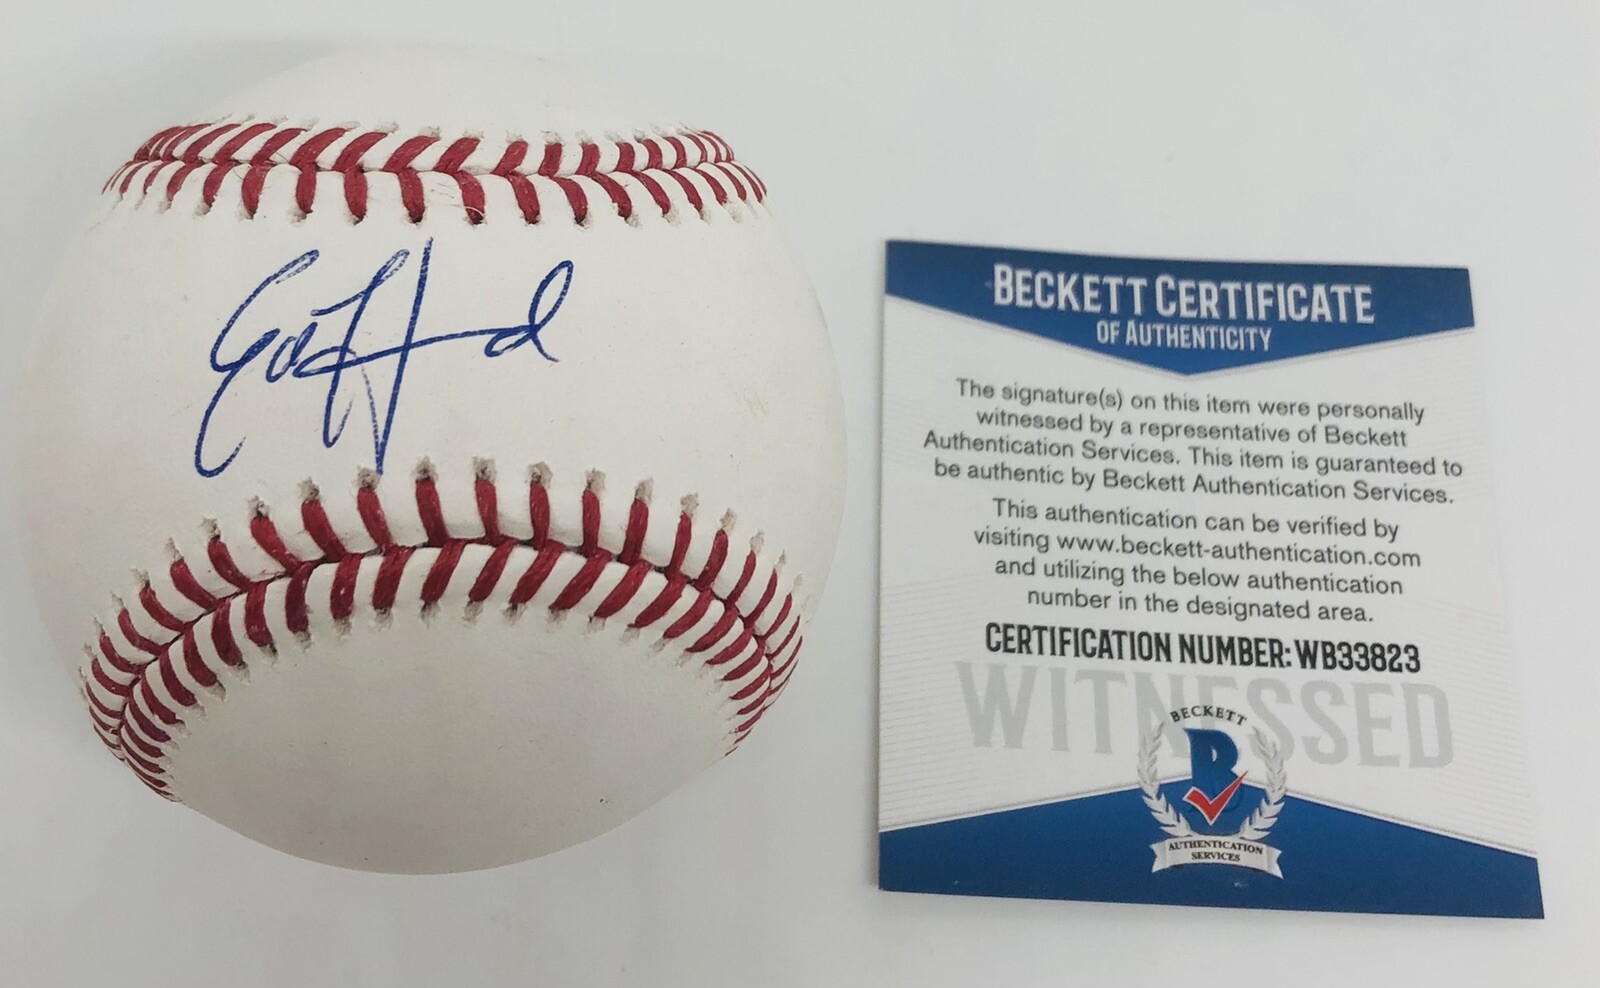 BECKETT CERTIFICATE
OF AUTHENTICITY
The signature(s) on this item were personally
witnessed by a representative of Beckett
Authentication Services. This item is guaranteed to
be authentic by Beckett Authentication Services.
This authentication can be verified by
visiting www.beckett-authentication.com
and utilizing the below authentication
number in the designated area.
CERTIFICATION NUMBER: WB33823
WITNESSED
BECKETT
B
AUTHENTICATION
SERVICES